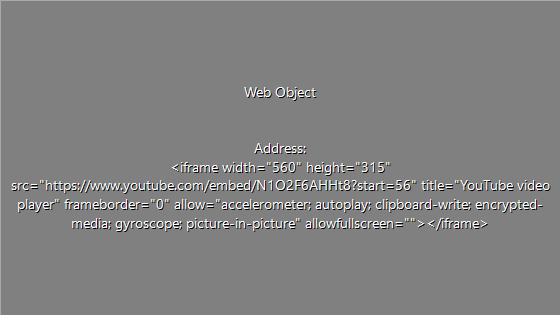 Web Object
Address:
<iframe width="560" height="315"
src="https://www.youtube.com/embed/N1O2F6AHHt8?start=56" title="YouTube video
player" frameborder="0" allow="accelerometer; autoplay; clipboard-write; encrypted-
media; gyroscope; picture-in-picture" allowfullscreen=""></iframe>